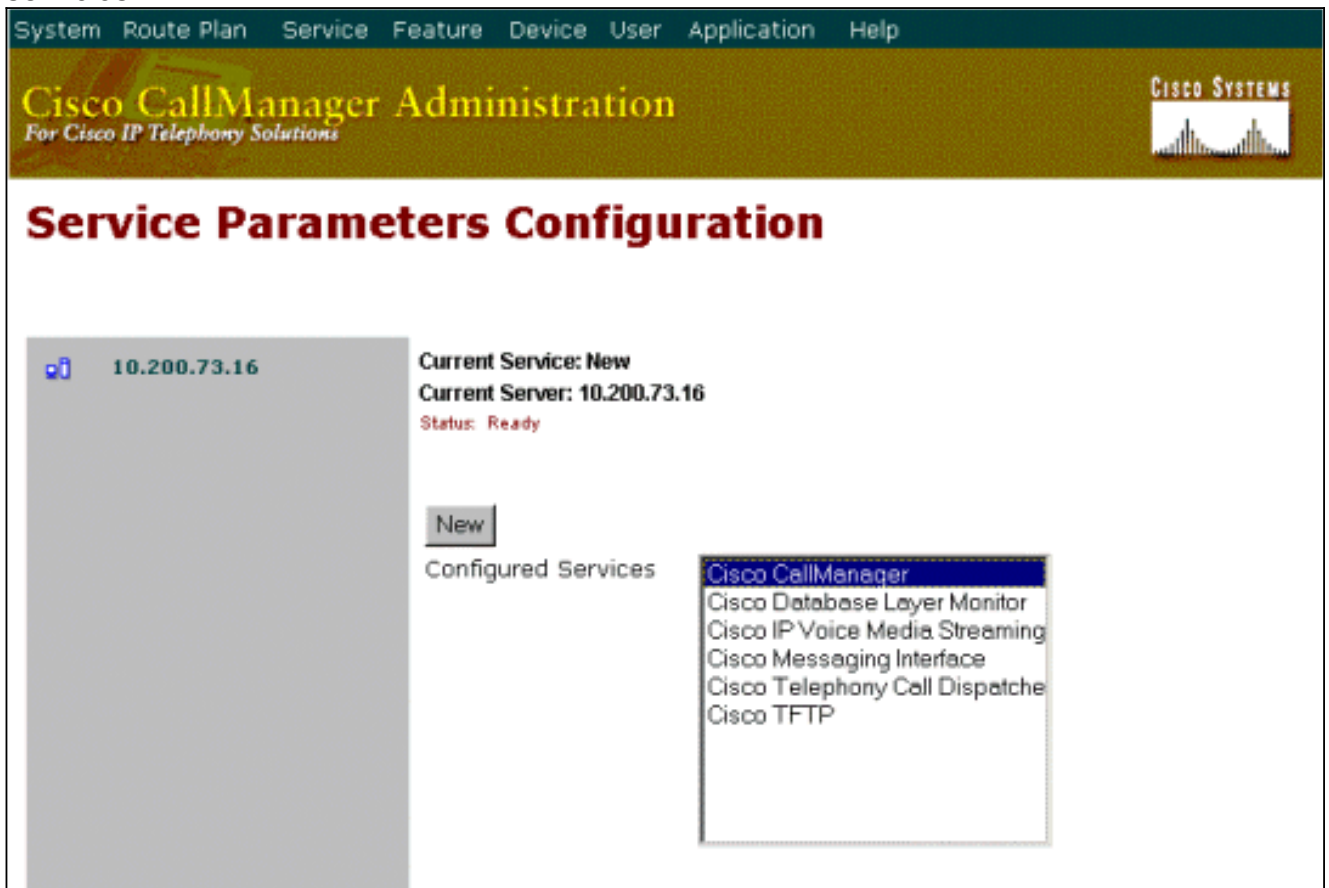 System Route Plan Service Feature Device User Application Help
Cisco CallManager Administration
For Cisco IP Telephony Solutions
CISCO SYSTEMS
Service Parameters Configuration
10.200.73.16
Current Service: New
Current Server: 10.200.73.16
Status: Ready
New
Configured Services
Cisco CallManager
Cisco Database Layer Monitor
Cisco IP Voice Media Streaming
Cisco Messaging Interface
Cisco Telephony Call Dispatche
Cisco TFTP